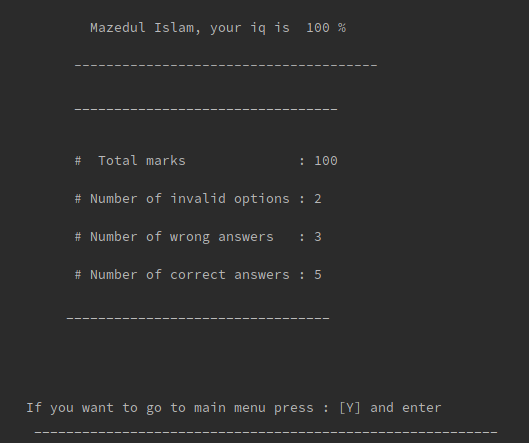 Mazedul Islam, your iq is  100 %
--------------------------------------
---------------------------------
#  Total marks              : 100
# Number of invalid options : 2
# Number of wrong answers   : 3
# Number of correct answers : 5
---------------------------------
If you want to go to main menu press : [Y] and enter
----------------------------------------------------------